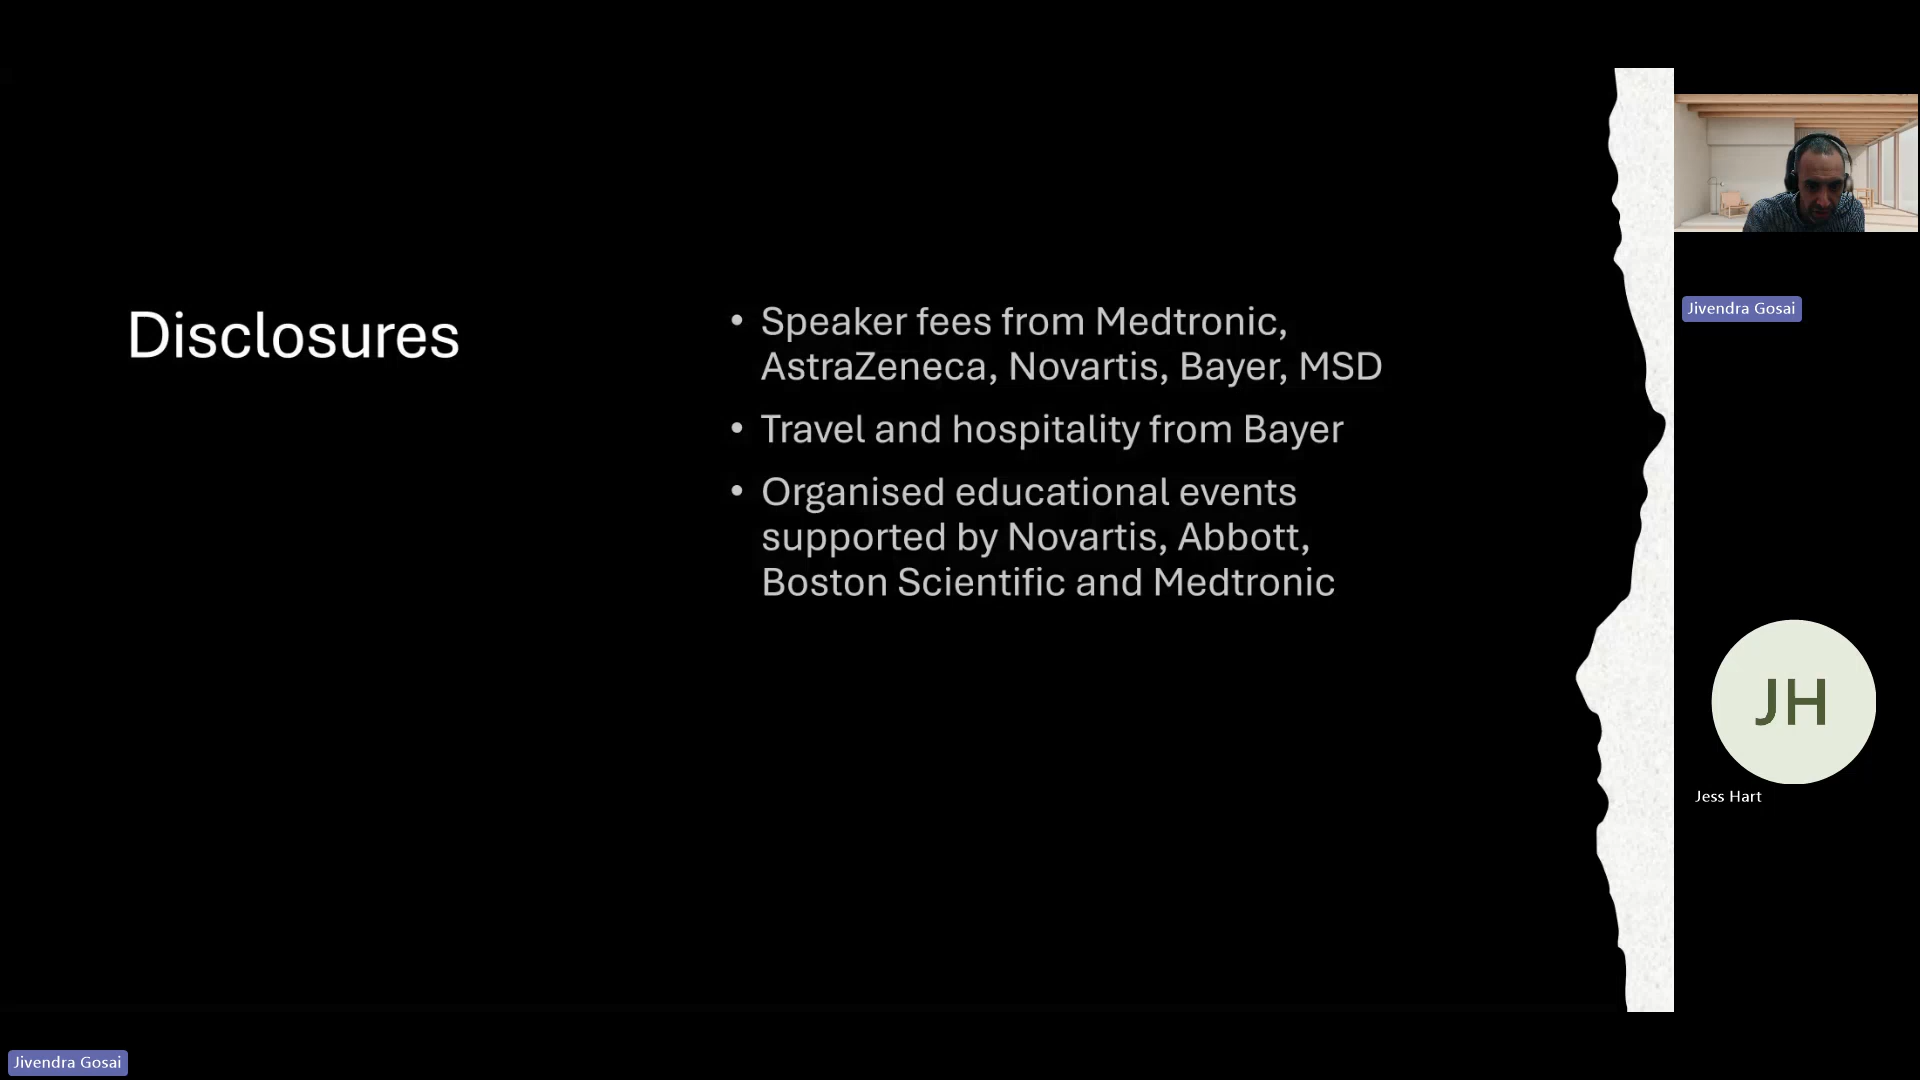 Disclosures
• Speaker fees from Medtronic,
AstraZeneca, Novartis, Bayer, MSD
• Travel and hospitality from Bayer
• Organised educational events
supported by Novartis, Abbott,
Boston Scientific and Medtronic
Jivendra Gosai
JH
Jess Hart
Jivendra Gosai